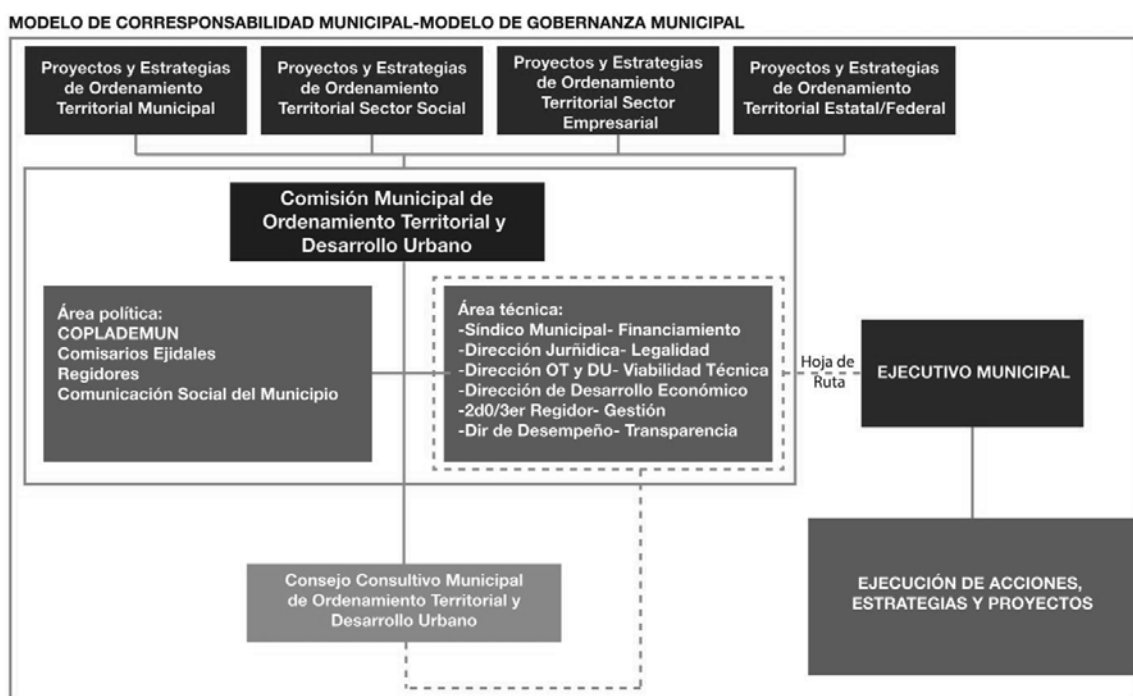 MODELO DE CORRESPONSABILIDAD MUNICIPAL-MODELO DE GOBERNANZA MUNICIPAL
Proyectos y Estrategias
de Ordenamiento
Territorial Municipal
Proyectos y Estrategias
de Ordenamiento
Territorial Sector Social
Proyectos y Estrategias
de Ordenamiento
Territorial Sector
Empresarial
Proyectos y Estrategias
de Ordenamiento
Territorial Estatal/Federal
Comisión Municipal de
Ordenamiento Territorial y
Desarrollo Urbano
Área política:
COPLADEMUN
Comisarios Ejidales
Regidores
Comunicación Social del Municipio
Área técnica:
-Síndico Municipal- Financiamiento
-Dirección Jurñidica- Legalidad
-Dirección OT y DU- Viabilidad Técnica
-Dirección de Desarrollo Económico
-2d0/3er Regidor- Gestión
-Dir de Desempeño- Transparencia
Hoja de
Ruta
EJECUTIVO MUNICIPAL
Consejo Consultivo Municipal
de Ordenamiento Territorial y
Desarrollo Urbano
EJECUCIÓN DE ACCIONES,
ESTRATEGIAS Y PROYECTOS